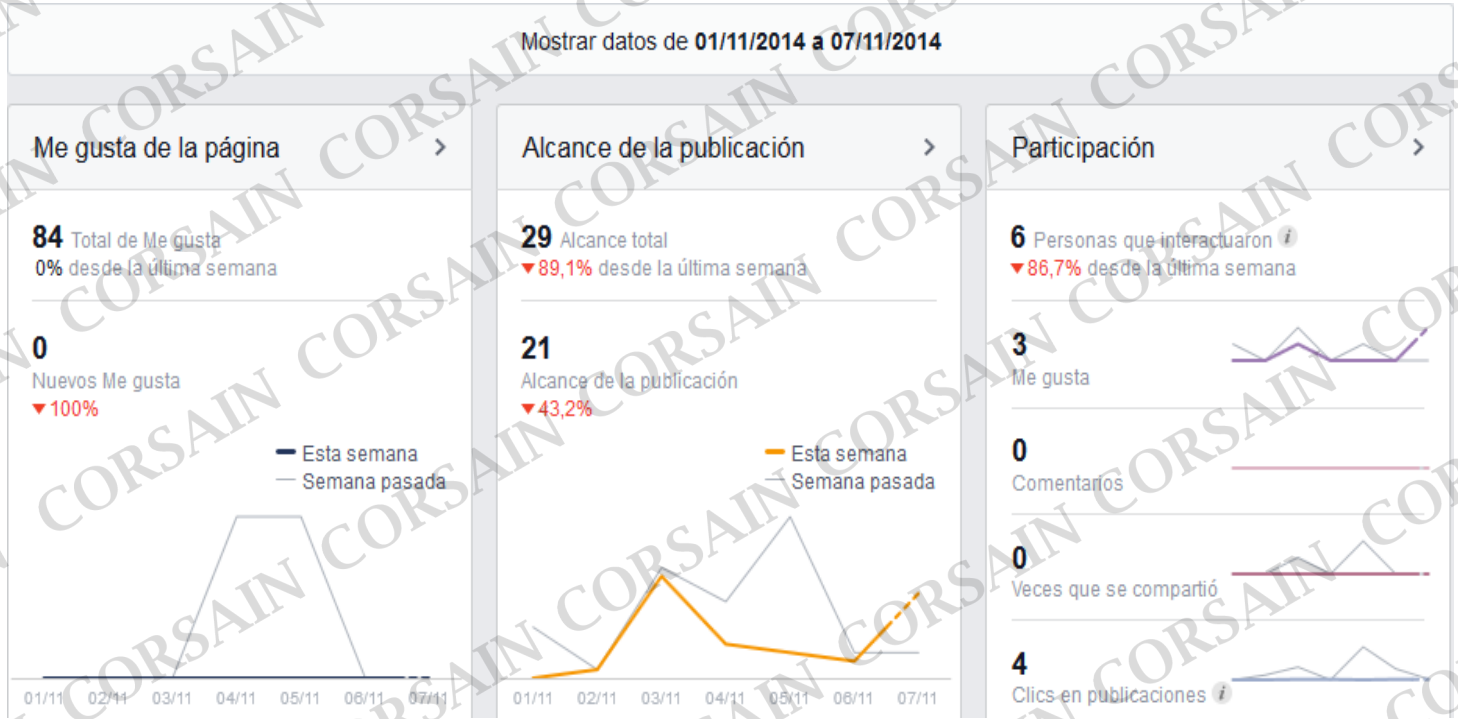 Mostrar datos de 01/11/2014 a 07/11/2014
Me gusta de la página
84 Total de Me gusta
0% desde la última semana
0
Nuevos Me gusta
100%
Esta semana
Semana pasada
01/11 02/11 03/11 04/11 05/11 06/11 07/11
Alcance de la publicación
29 Alcance total
89,1% desde la última semana
21
Alcance de la publicación
43,2%
Esta semana
Semana pasada
01/11 02/11 03/11 04/11 05/11 06/11 07/11
Participación
6 Personas que interactuaron i
86,7% desde la última semana
3
Me gusta
0
Comentarios
0
Veces que se compartió
4
Clics en publicaciones i
CORSAIN CORSAIN CORSAIN CORSAIN